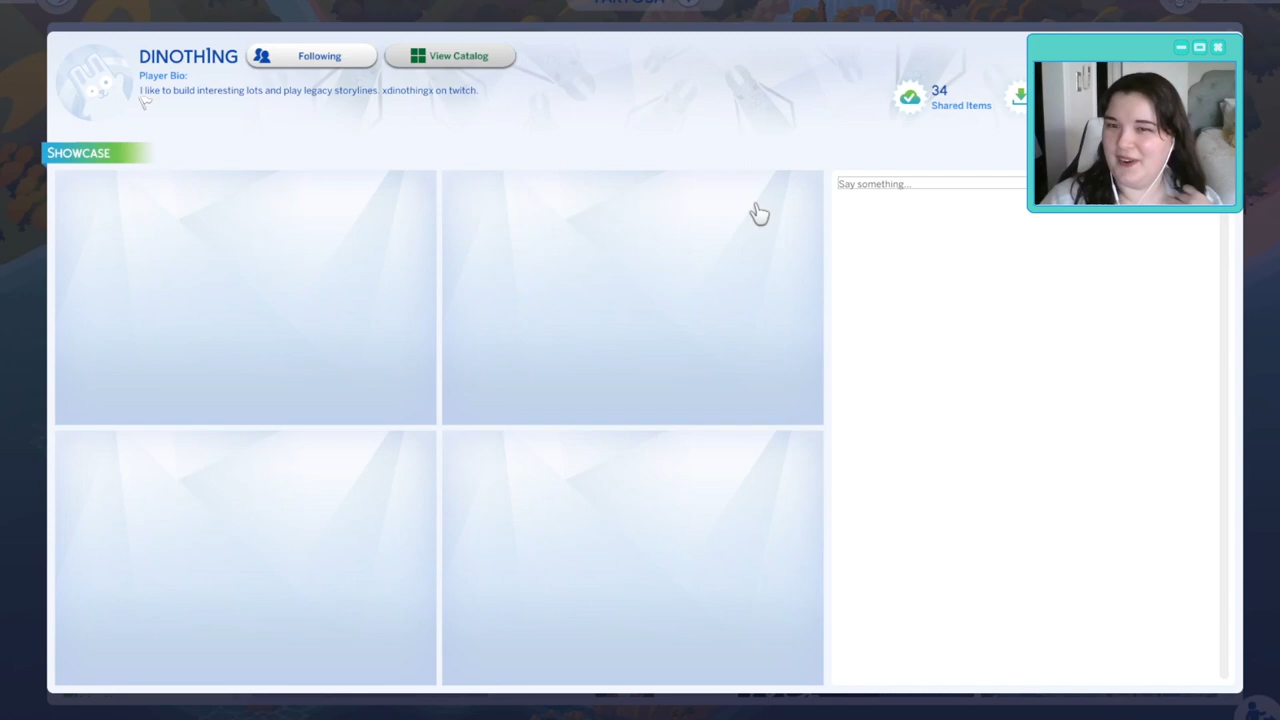 DINOTH1NG
Following
View Catalog
Player Bio:
I like to build interesting lots and play legacy storylines. xdinothingx on twitch.
34
Shared Items
SHOWCASE
Say something...